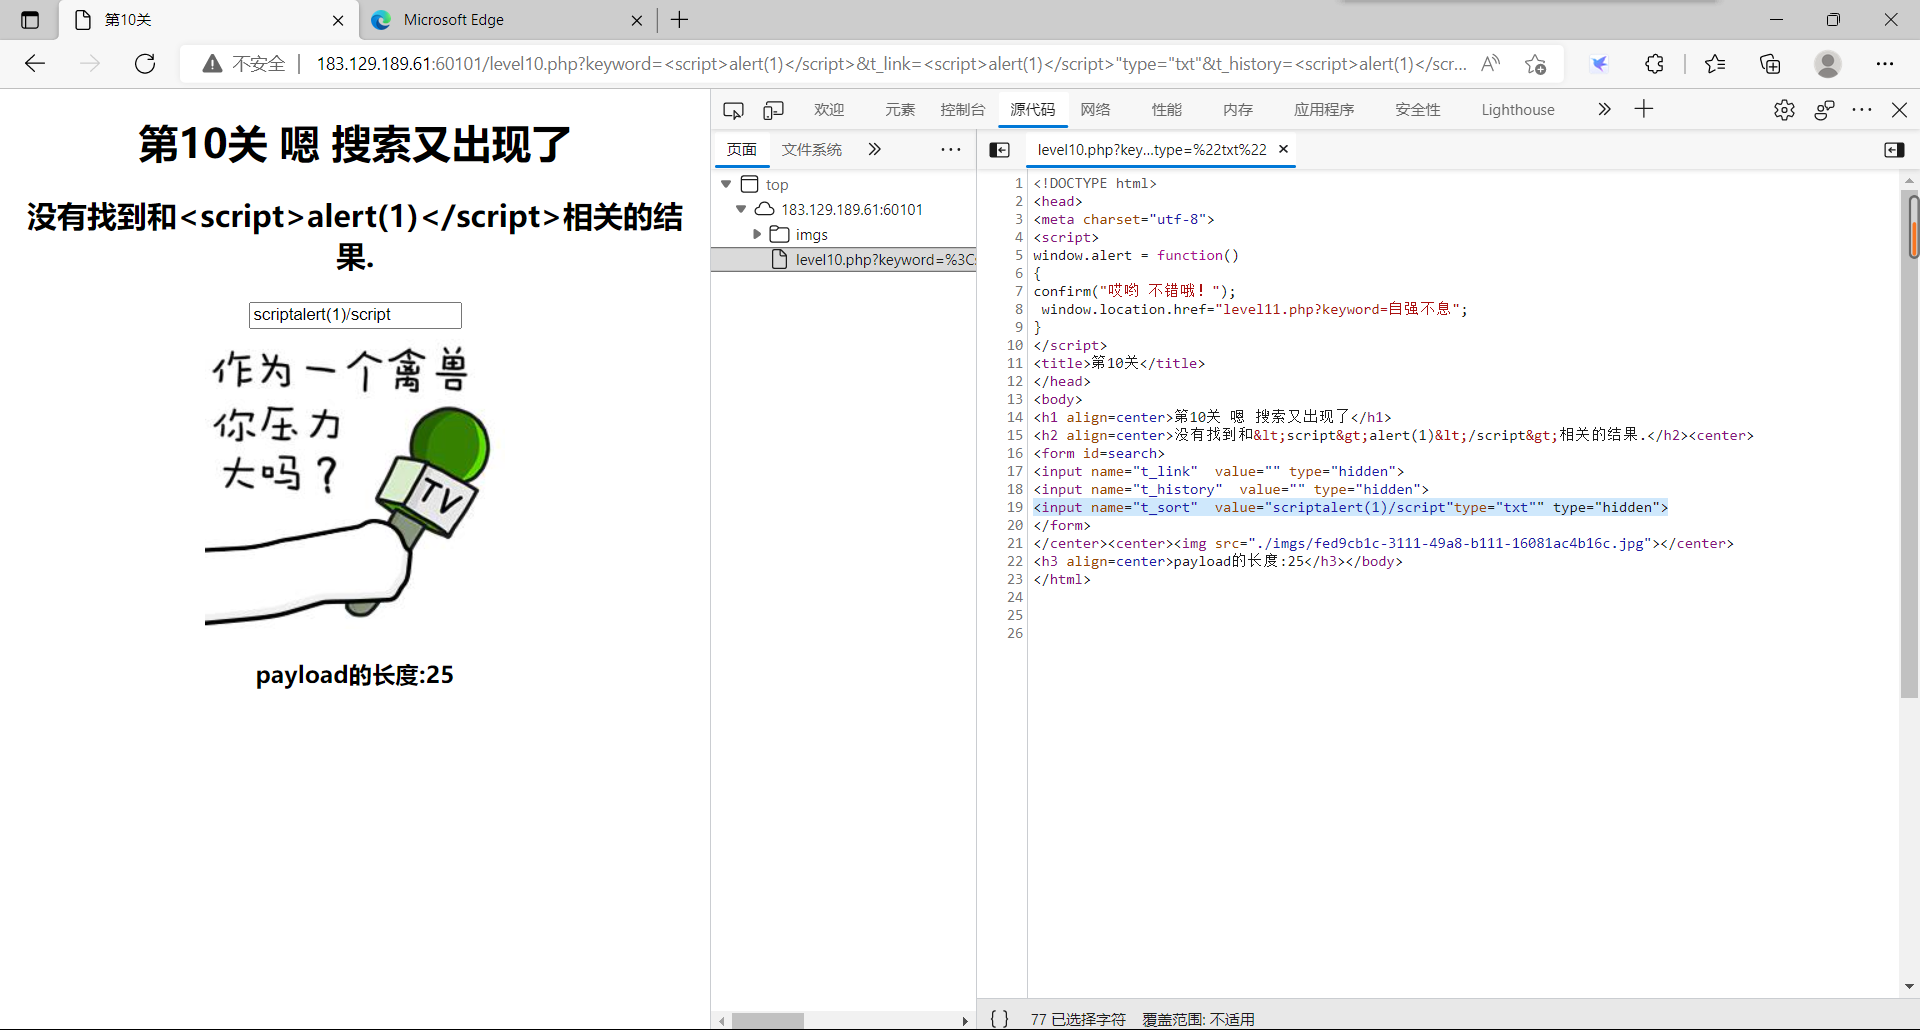 第10关
Microsoft Edge
不安全
183.129.189.61:60101/level10.php?keyword=<script>alert(1)</script>&t_link=<script>alert(1)</script>"type="txt"&t_history=<script>alert(1)</scr...
第10关 嗯 搜索又出现了
没有找到和<script>alert(1)</script>相关的结
果.
scriptalert(1)/script
作为一个禽兽
你压力
大吗？
TV
payload的长度:25
欢迎 元素 控制台 源代码 网络 性能 内存 应用程序 安全性 Lighthouse
页面 文件系统
top
183.129.189.61:60101
imgs
level10.php?keyword=%3C
level10.php?key...type=%22txt%22
1 <!DOCTYPE html>
2 <head>
3 <meta charset="utf-8">
4 <script>
5 window.alert = function()
6 {
7 confirm("哎哟 不错哦！");
8  window.location.href="level11.php?keyword=自强不息";
9 }
10 </script>
11 <title>第10关</title>
12 </head>
13 <body>
14 <h1 align=center>第10关 嗯 搜索又出现了</h1>
15 <h2 align=center>没有找到和&lt;script&gt;alert(1)&lt;/script&gt;相关的结果.</h2><center>
16 <form id=search>
17 <input name="t_link"  value="" type="hidden">
18 <input name="t_history"  value="" type="hidden">
19 <input name="t_sort"  value="scriptalert(1)/script"type="txt"" type="hidden">
20 </form>
21 </center><center><img src="./imgs/fed9cb1c-3111-49a8-b111-16081ac4b16c.jpg"></center>
22 <h3 align=center>payload的长度:25</h3></body>
23 </html>
24
25
26
{ } 77 已选择字符 覆盖范围: 不适用